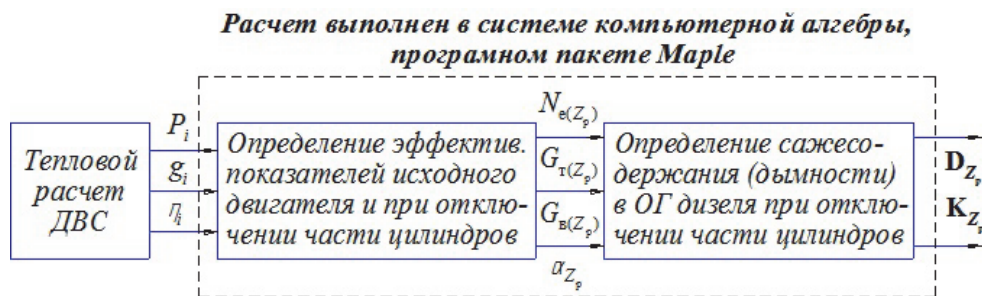 Расчет выполнен в системе компьютерной алгебры,
програмном пакете Maple
Тепловой
расчет
ДВС
P_i
g_i
η_i
Определение эффектив.
показателей исходного
двигателя и при отклю-
чении части цилиндров
N_e(Z_p)
G_т(Z_p)
G_в(Z_p)
α_Z_p
Определение сажесо-
держания (дымности)
в ОГ дизеля при отклю-
чении части цилиндров
D_Z_p
K_Z_p